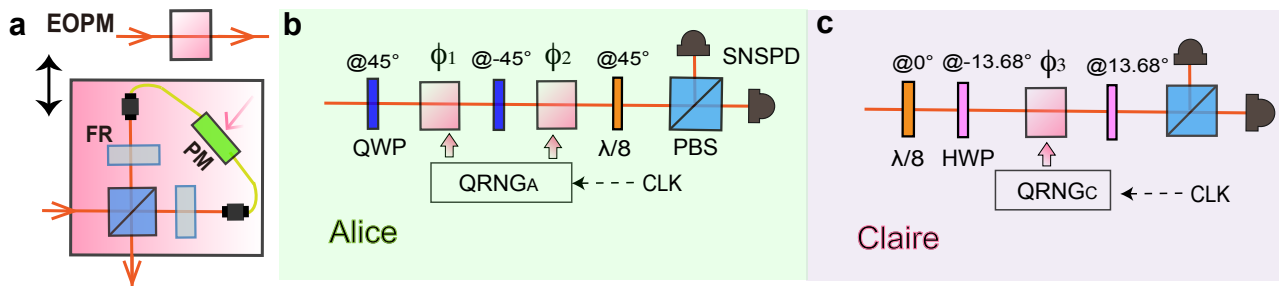 a
EOPM
FR
PM
b
@45°
ϕ1
@-45°
ϕ2
@45°
SNSPD
QWP
λ/8
PBS
QRNGA
CLK
Alice
c
@0°
@-13.68°
ϕ3
@13.68°
λ/8
HWP
QRNGC
CLK
Claire